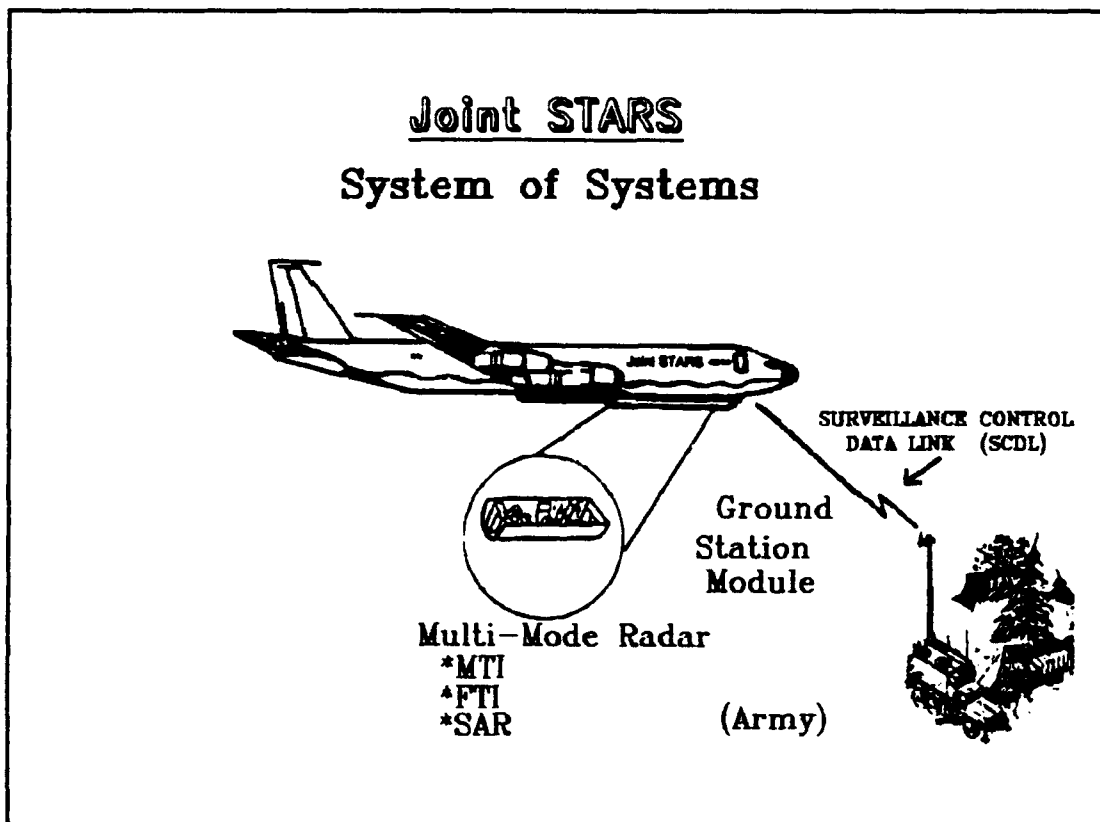 Joint STARS
System of Systems
Joint STARS
SURVEILLANCE CONTROL
DATA LINK (SCDL)
Ground
Station
Module
Multi-Mode Radar
*MTI
*FTI
*SAR
(Army)